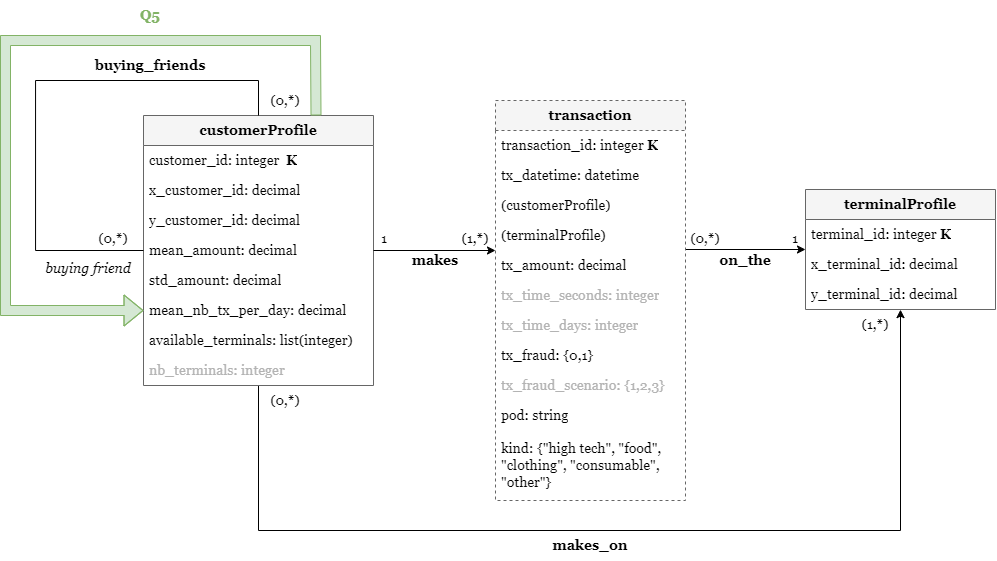 Q5
buying_friends
(0,*)
customerProfile
customer_id: integer K
x_customer_id: decimal
y_customer_id: decimal
mean_amount: decimal
std_amount: decimal
mean_nb_tx_per_day: decimal
available_terminals: list(integer)
nb_terminals: integer
(0,*)
buying friend
(0,*)
1
(1,*)
makes
transaction
transaction_id: integer K
tx_datetime: datetime
(customerProfile)
(terminalProfile)
tx_amount: decimal
tx_time_seconds: integer
tx_time_days: integer
tx_fraud: {0,1}
tx_fraud_scenario: {1,2,3}
pod: string
kind: {"high tech", "food",
"clothing", "consumable",
"other"}
(0,*)
1
on_the
terminalProfile
terminal_id: integer K
x_terminal_id: decimal
y_terminal_id: decimal
(1,*)
makes_on